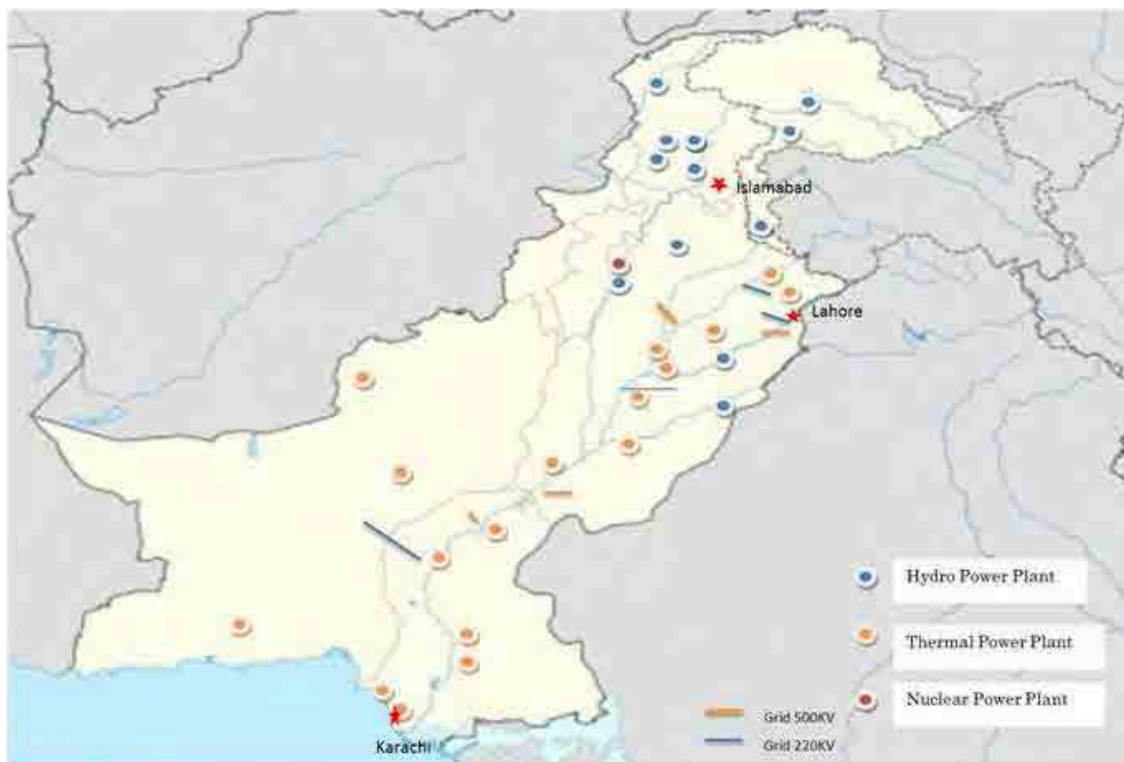 Islamabad
Lahore
Hydro Power Plant
Thermal Power Plant
Nuclear Power Plant
Grid 500KV
Grid 220KV
Karachi